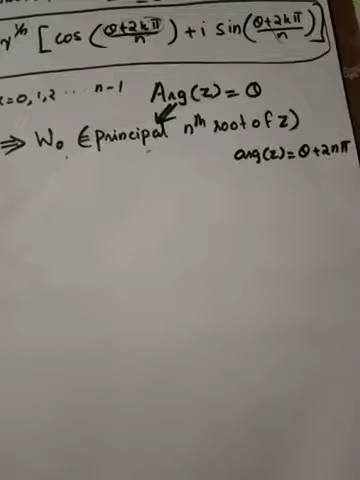 r^1/n [cos (θ+2kπ/n) + i sin(θ+2kπ/n)]
k=0,1,2 ... n-1 Arg(z)=θ
⇒ W₀ (principal nth root of z)
arg(z)=θ+2nπ